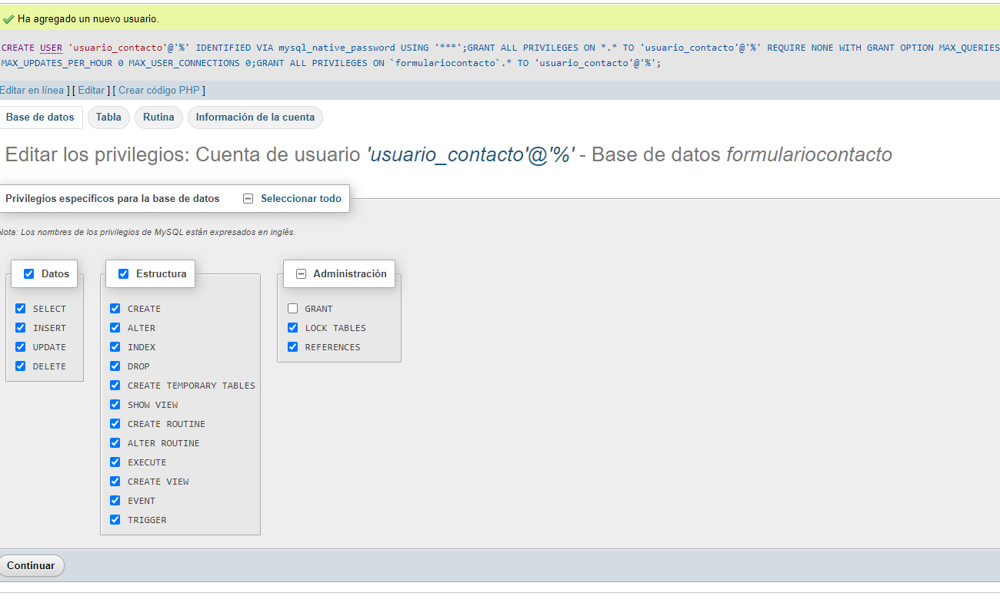 Ha agregado un nuevo usuario.
CREATE USER 'usuario_contacto'@'%' IDENTIFIED VIA mysql_native_password USING '***';GRANT ALL PRIVILEGES ON *.* TO 'usuario_contacto'@'%' REQUIRE NONE WITH GRANT OPTION MAX_QUERIES
MAX_UPDATES_PER_HOUR 0 MAX_USER_CONNECTIONS 0;GRANT ALL PRIVILEGES ON `formulariocontacto`.* TO 'usuario_contacto'@'%';
Editar en línea ] [ Editar ] [ Crear código PHP ]
Base de datos Tabla Rutina Información de la cuenta
Editar los privilegios: Cuenta de usuario 'usuario_contacto'@'%' - Base de datos formulariocontacto
Privilegios específicos para la base de datos Seleccionar todo
Nota: Los nombres de los privilegios de MySQL están expresados en inglés.
Datos
SELECT
INSERT
UPDATE
DELETE
Estructura
CREATE
ALTER
INDEX
DROP
CREATE TEMPORARY TABLES
SHOW VIEW
CREATE ROUTINE
ALTER ROUTINE
EXECUTE
CREATE VIEW
EVENT
TRIGGER
Administración
GRANT
LOCK TABLES
REFERENCES
Continuar